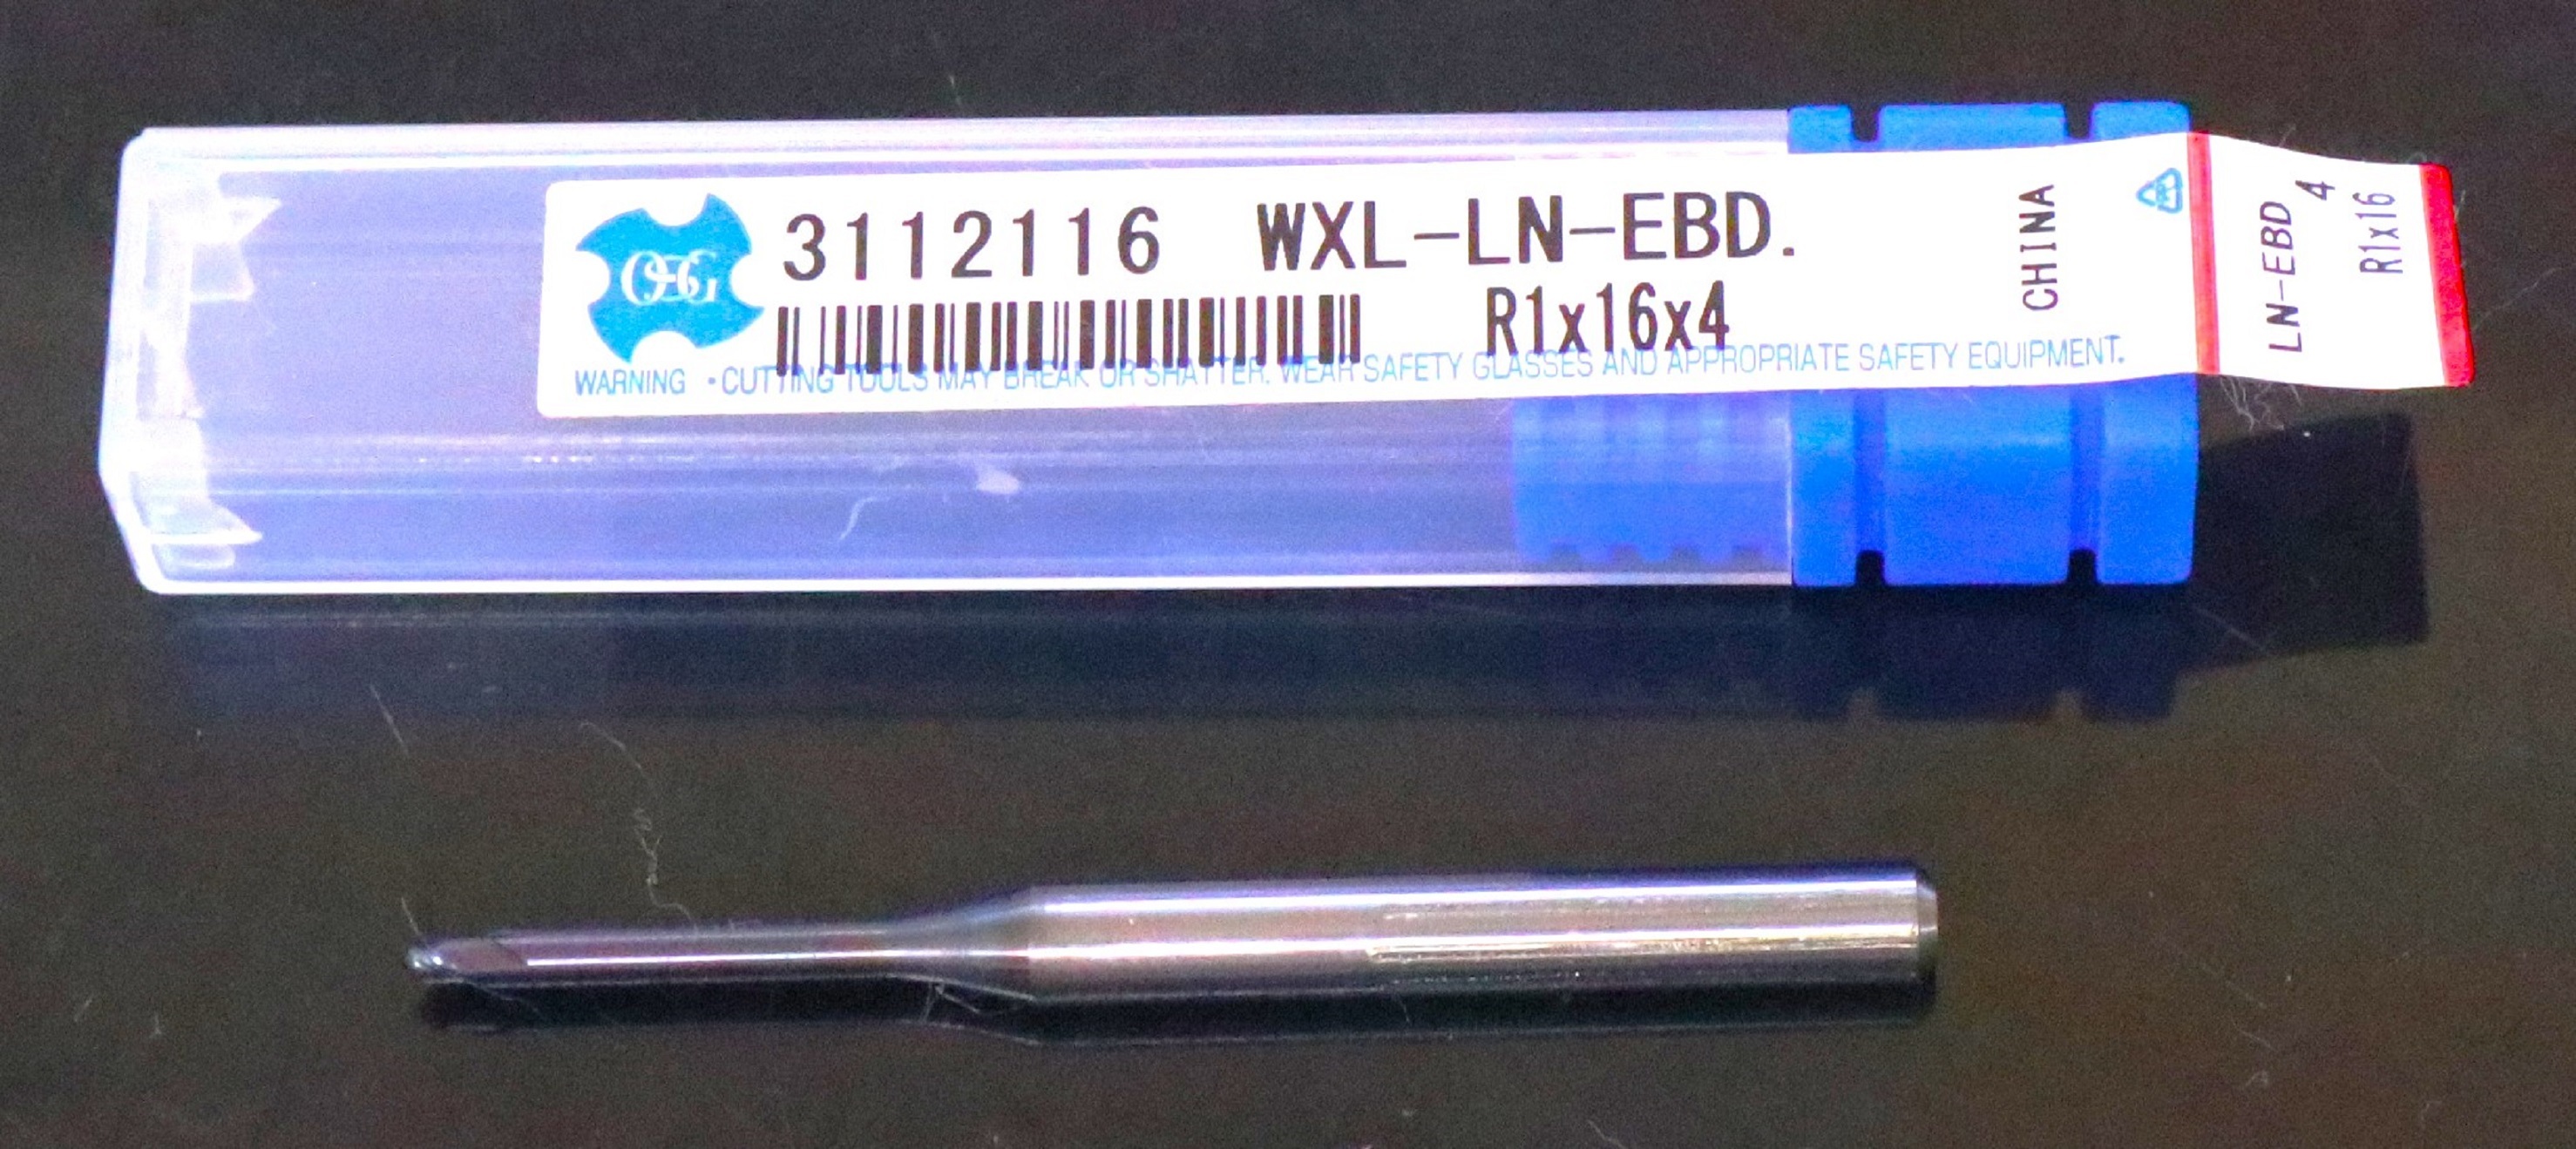 OSG
3112116 WXL-LN-EBD.
R1x16x4
WARNING ・CUTTING TOOLS MAY BREAK OR SHATTER. WEAR SAFETY GLASSES AND APPROPRIATE SAFETY EQUIPMENT.
CHINA
LN-EBD
4
R1x16